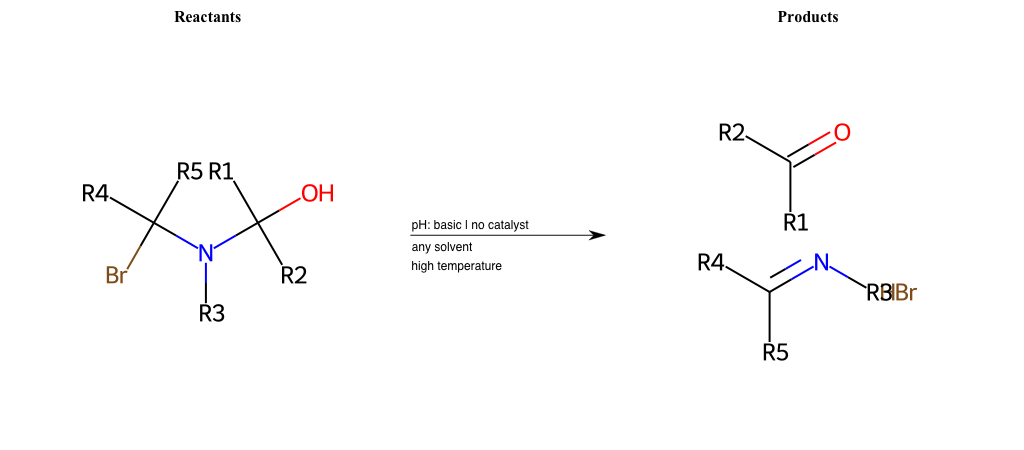 Reactants
Products
R2
O
R5 R1
R4
OH
R1
pH: basic | no catalyst
any solvent
high temperature
N
Br
R2
R3
R4
N
R3
HBr
R5